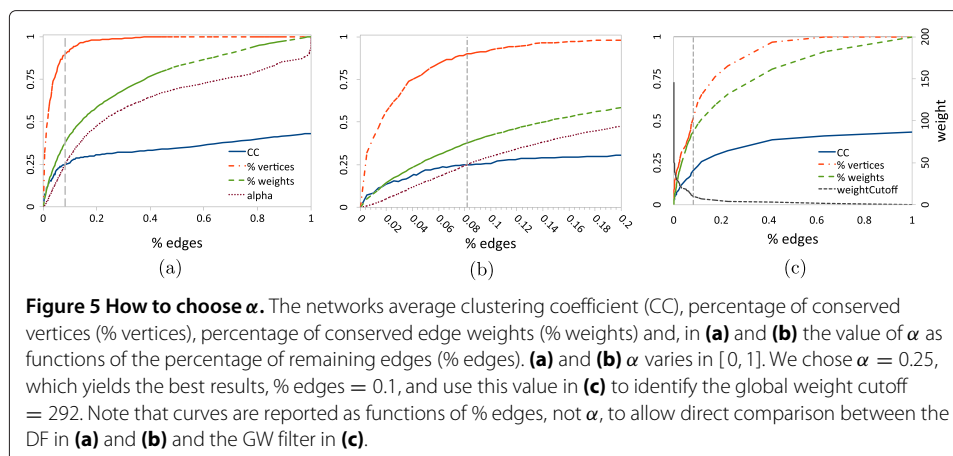 1
0.75
0.5
0.25
0
0
0.2
0.4
0.6
0.8
1
% edges
CC
% vertices
% weights
alpha
(a)
1
0.75
0.5
0.25
0
0
0.02
0.04
0.06
0.08
0.1
0.12
0.14
0.16
0.18
0.2
% edges
(b)
1
0.75
0.5
0.25
0
0
0.2
0.4
0.6
0.8
1
200
150
100
50
0
weight
% edges
CC
% vertices
% weights
weightCutoff
(c)
Figure 5 How to choose α. The networks average clustering coefficient (CC), percentage of conserved
vertices (% vertices), percentage of conserved edge weights (% weights) and, in (a) and (b) the value of α as
functions of the percentage of remaining edges (% edges). (a) and (b) α varies in [ 0, 1]. We chose α = 0.25,
which yields the best results, % edges = 0.1, and use this value in (c) to identify the global weight cutoff
= 292. Note that curves are reported as functions of % edges, not α, to allow direct comparison between the
DF in (a) and (b) and the GW filter in (c).